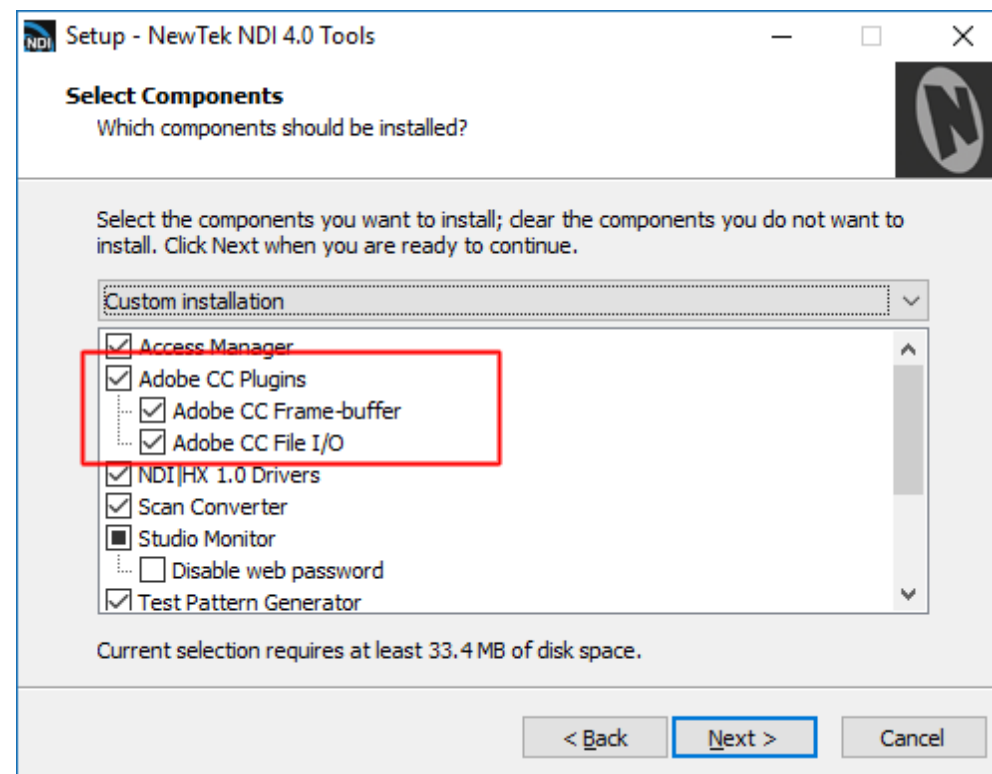 NDI
Setup - NewTek NDI 4.0 Tools
Select Components
Which components should be installed?
N
Select the components you want to install; clear the components you do not want to
install. Click Next when you are ready to continue.
Custom installation
Access Manager
Adobe CC Plugins
Adobe CC Frame-buffer
Adobe CC File I/O
NDI|HX 1.0 Drivers
Scan Converter
Studio Monitor
Disable web password
Test Pattern Generator
Current selection requires at least 33.4 MB of disk space.
< Back
Next >
Cancel